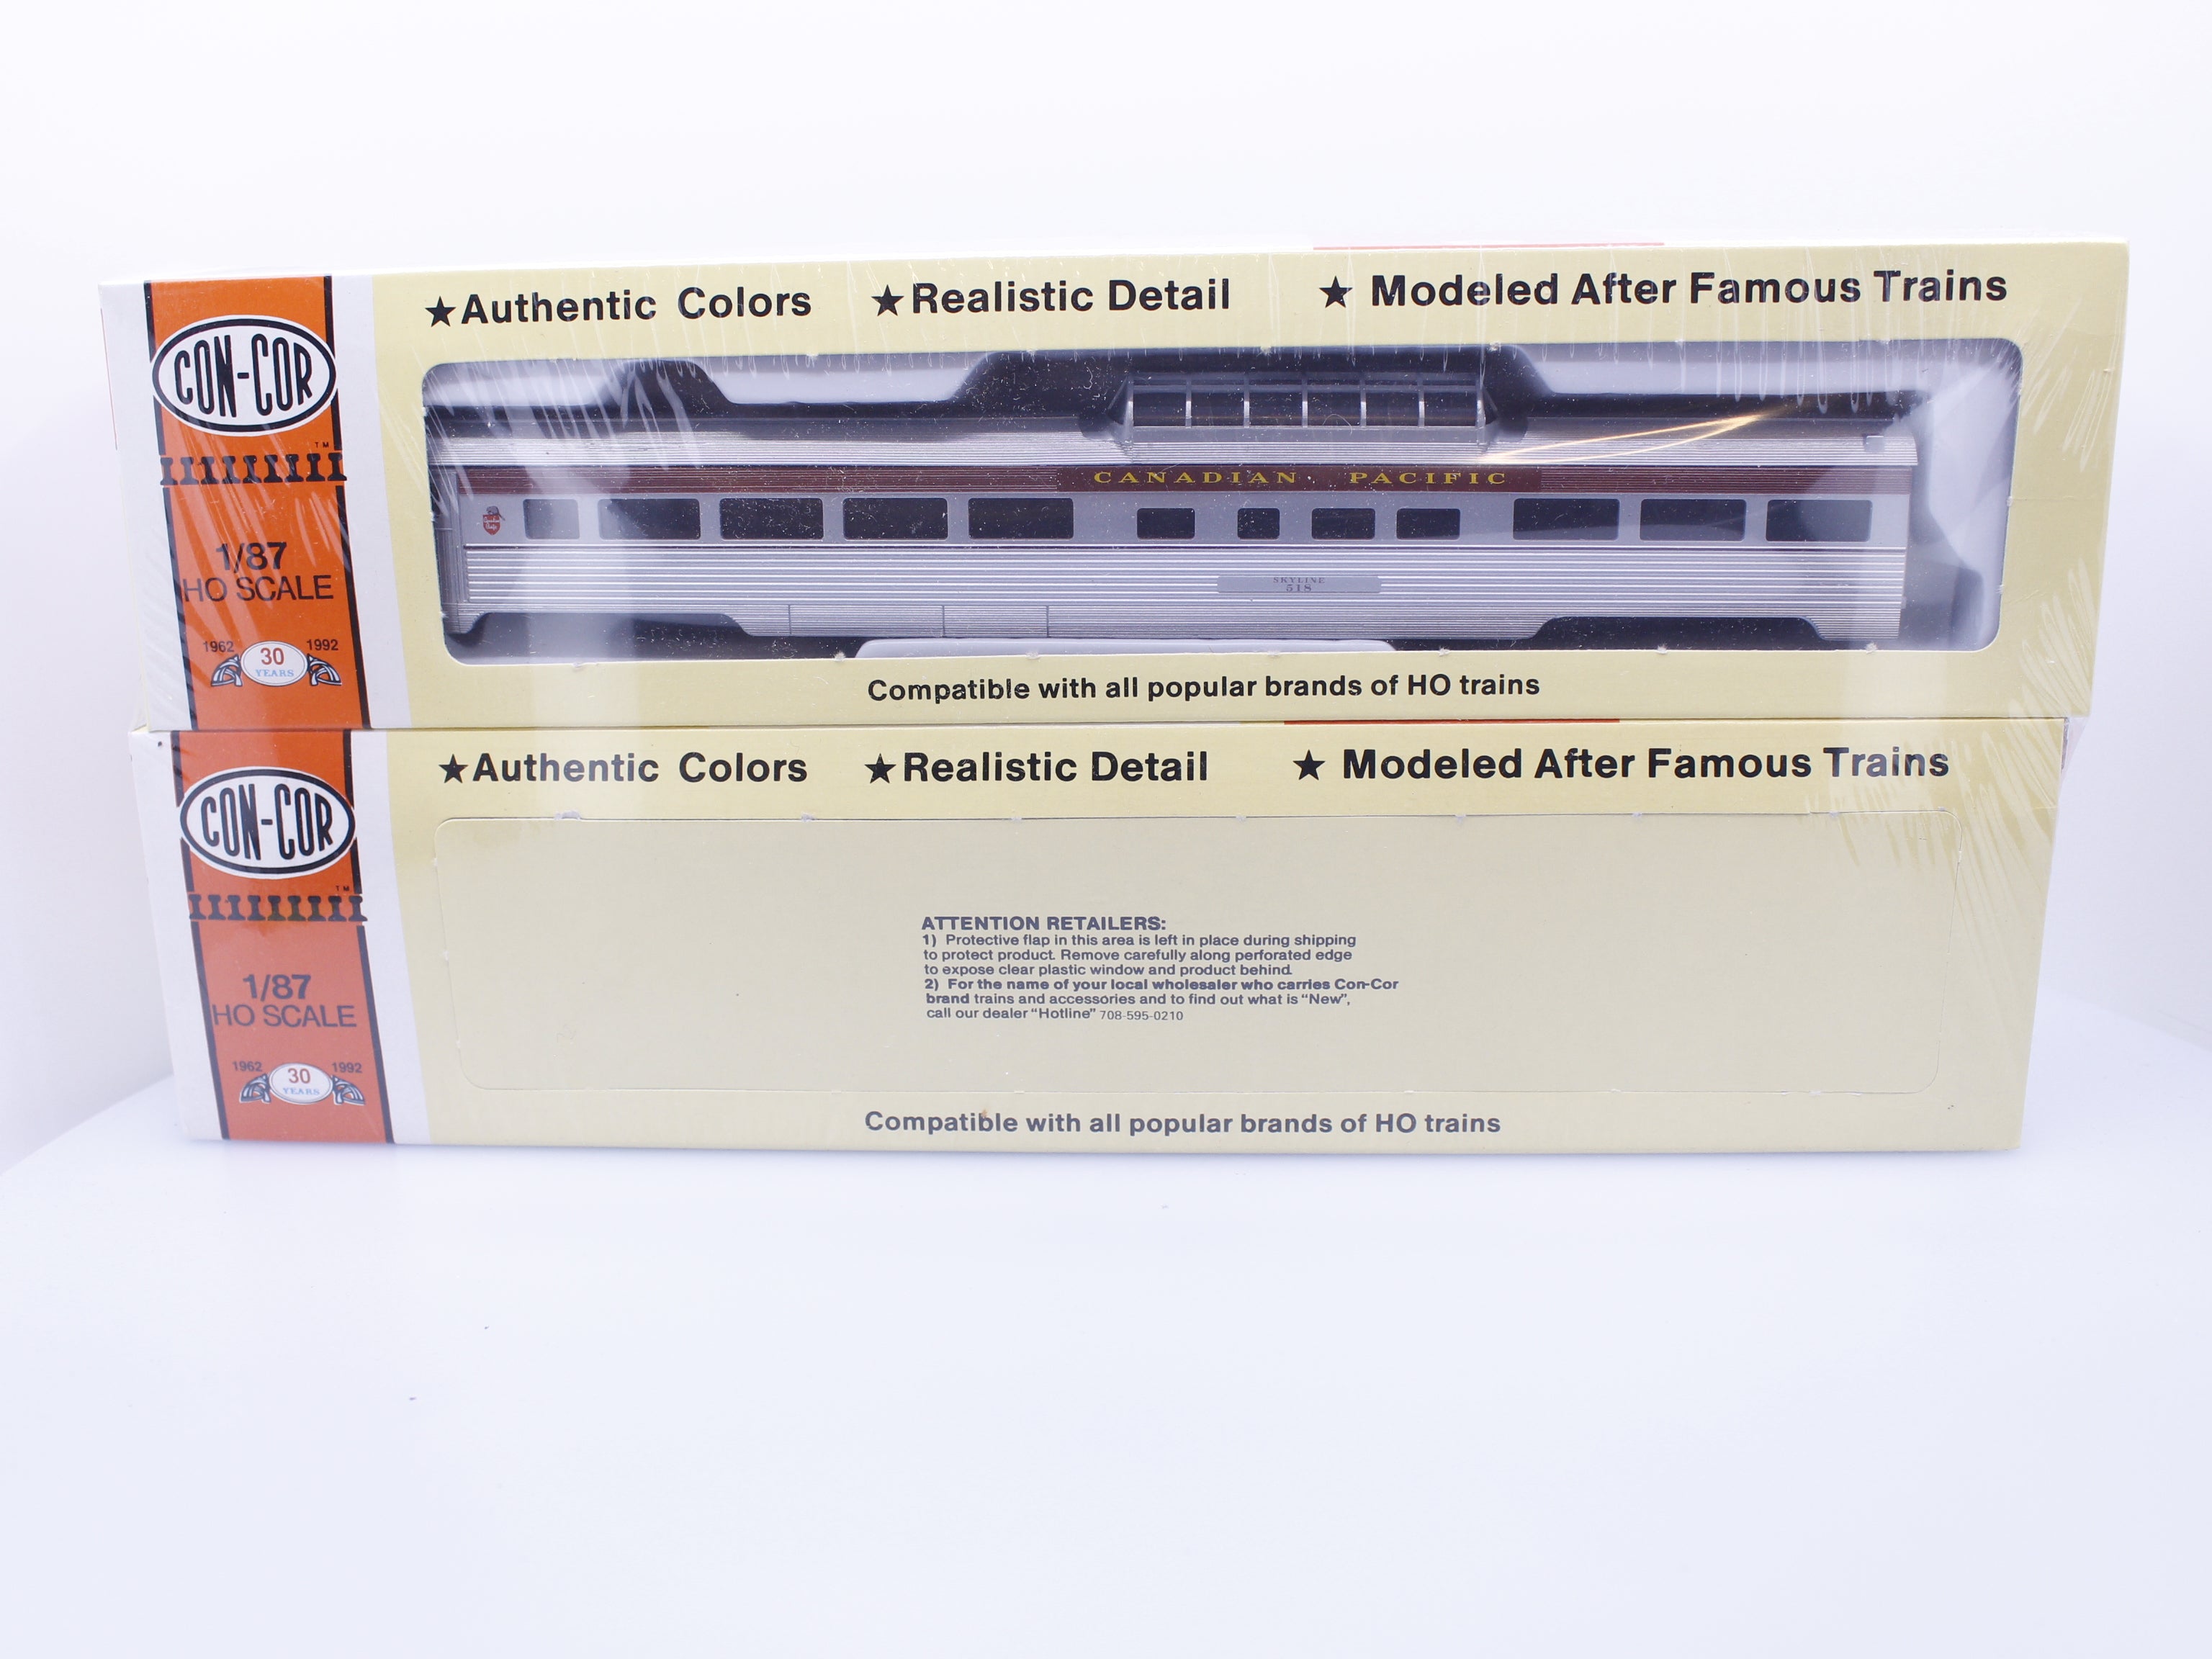 ★Authentic Colors ★Realistic Detail ★ Modeled After Famous Trains
CON-COR
TM
1/87
HO SCALE
1962 1992
30
YEARS
CANADIAN PACIFIC
SKYLINE
518
Compatible with all popular brands of HO trains
★Authentic Colors ★Realistic Detail ★ Modeled After Famous Trains
CON-COR
TM
1/87
HO SCALE
1962 1992
30
YEARS
ATTENTION RETAILERS:
1) Protective flap in this area is left in place during shipping
to protect product. Remove carefully along perforated edge
to expose clear plastic window and product behind.
2) For the name of your local wholesaler who carries Con-Cor
brand trains and accessories and to find out what is "New",
call our dealer "Hotline" 708-595-0210
Compatible with all popular brands of HO trains